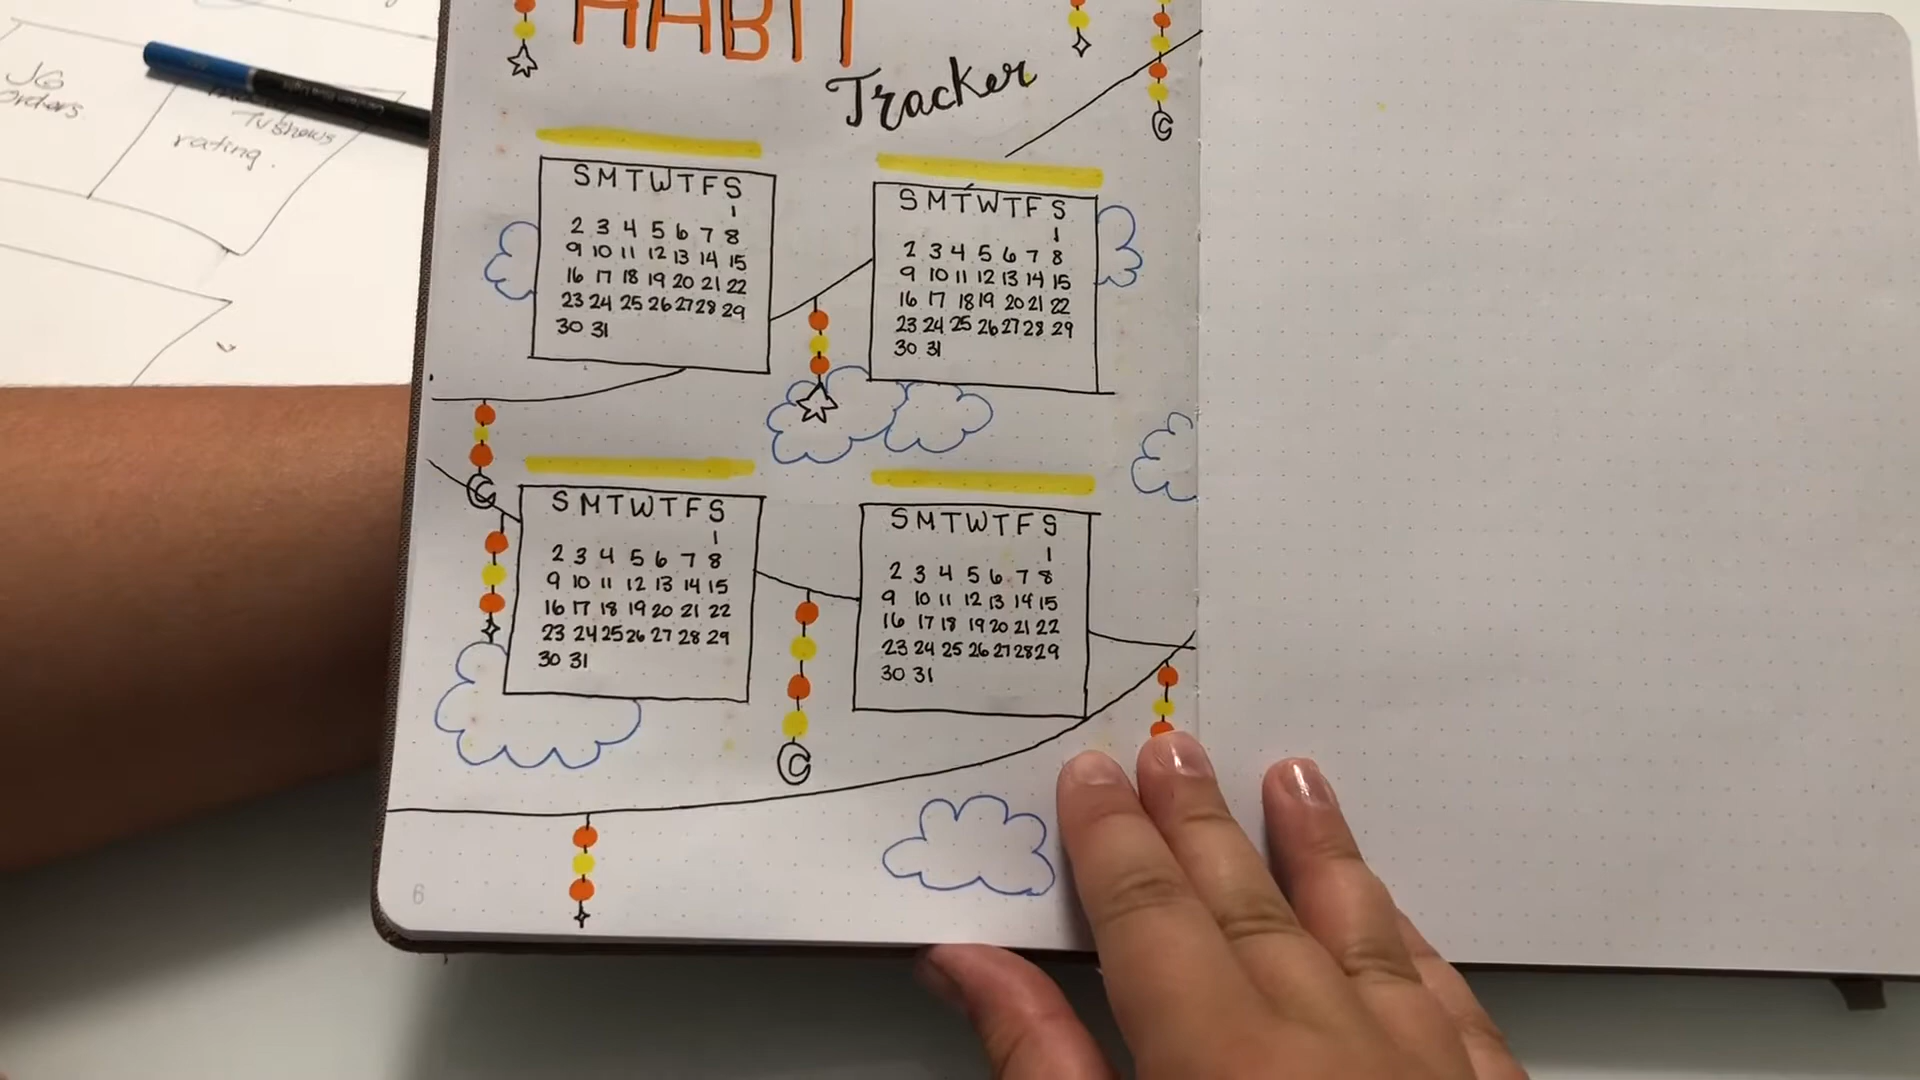 HABIT
Tracker
JG
orders
TV shows
rating.
S M T W T F S
1
2 3 4 5 6 7 8
9 10 11 12 13 14 15
16 17 18 19 20 21 22
23 24 25 26 27 28 29
30 31
S M T W T F S
1
2 3 4 5 6 7 8
9 10 11 12 13 14 15
16 17 18 19 20 21 22
23 24 25 26 27 28 29
30 31
S M T W T F S
1
2 3 4 5 6 7 8
9 10 11 12 13 14 15
16 17 18 19 20 21 22
23 24 25 26 27 28 29
30 31
S M T W T F S
1
2 3 4 5 6 7 8
9 10 11 12 13 14 15
16 17 18 19 20 21 22
23 24 25 26 27 28 29
30 31
6